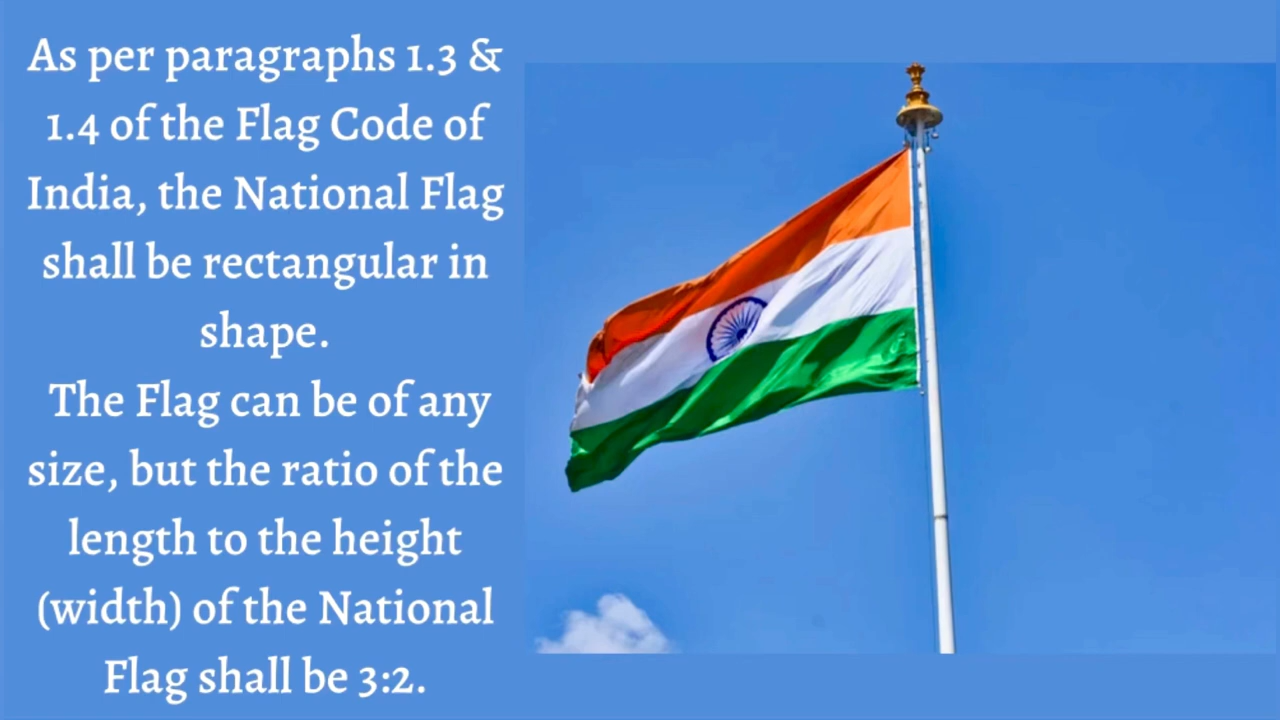 As per paragraphs 1.3 &
1.4 of the Flag Code of
India, the National Flag
shall be rectangular in
shape.
The Flag can be of any
size, but the ratio of the
length to the height
(width) of the National
Flag shall be 3:2.